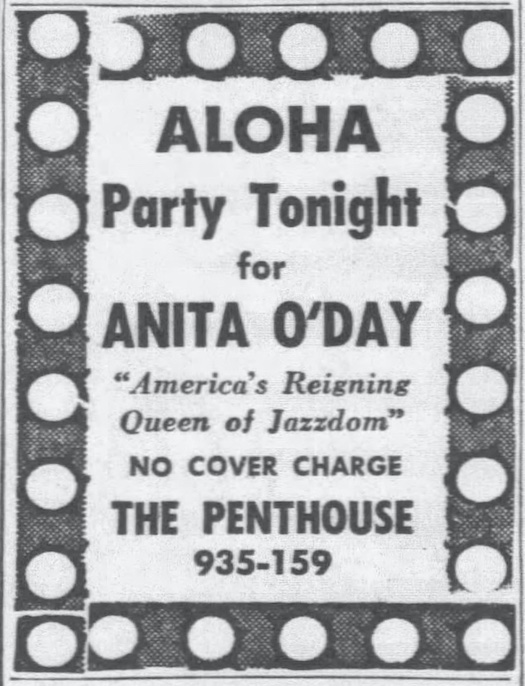 ALOHA
Party Tonight
for
ANITA O'DAY
“America's Reigning
Queen of Jazzdom”
NO COVER CHARGE
THE PENTHOUSE
935-159